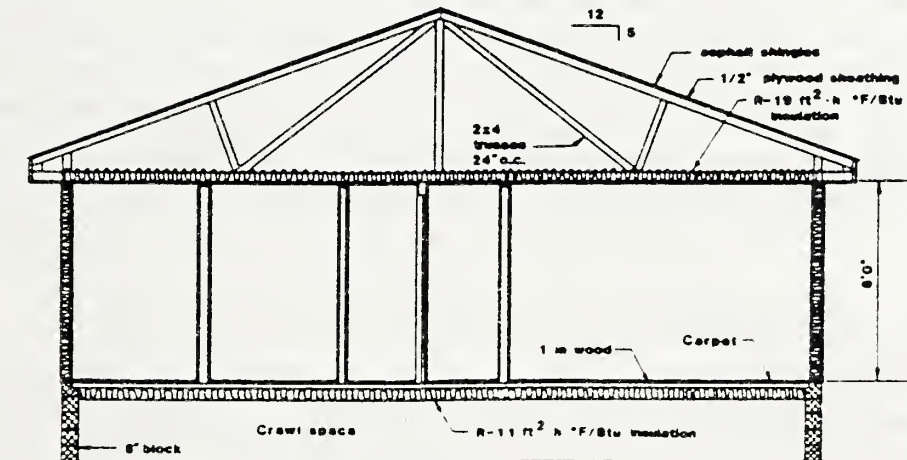 12
5
asphalt shingles
1/2" plywood sheathing
R-19 ft² · h °F/Btu
insulation
2x4
trusses
24" o.c.
8'0"
Carpet
1 in wood
R-11 ft² h °F/Btu insulation
Crawl space
8" block